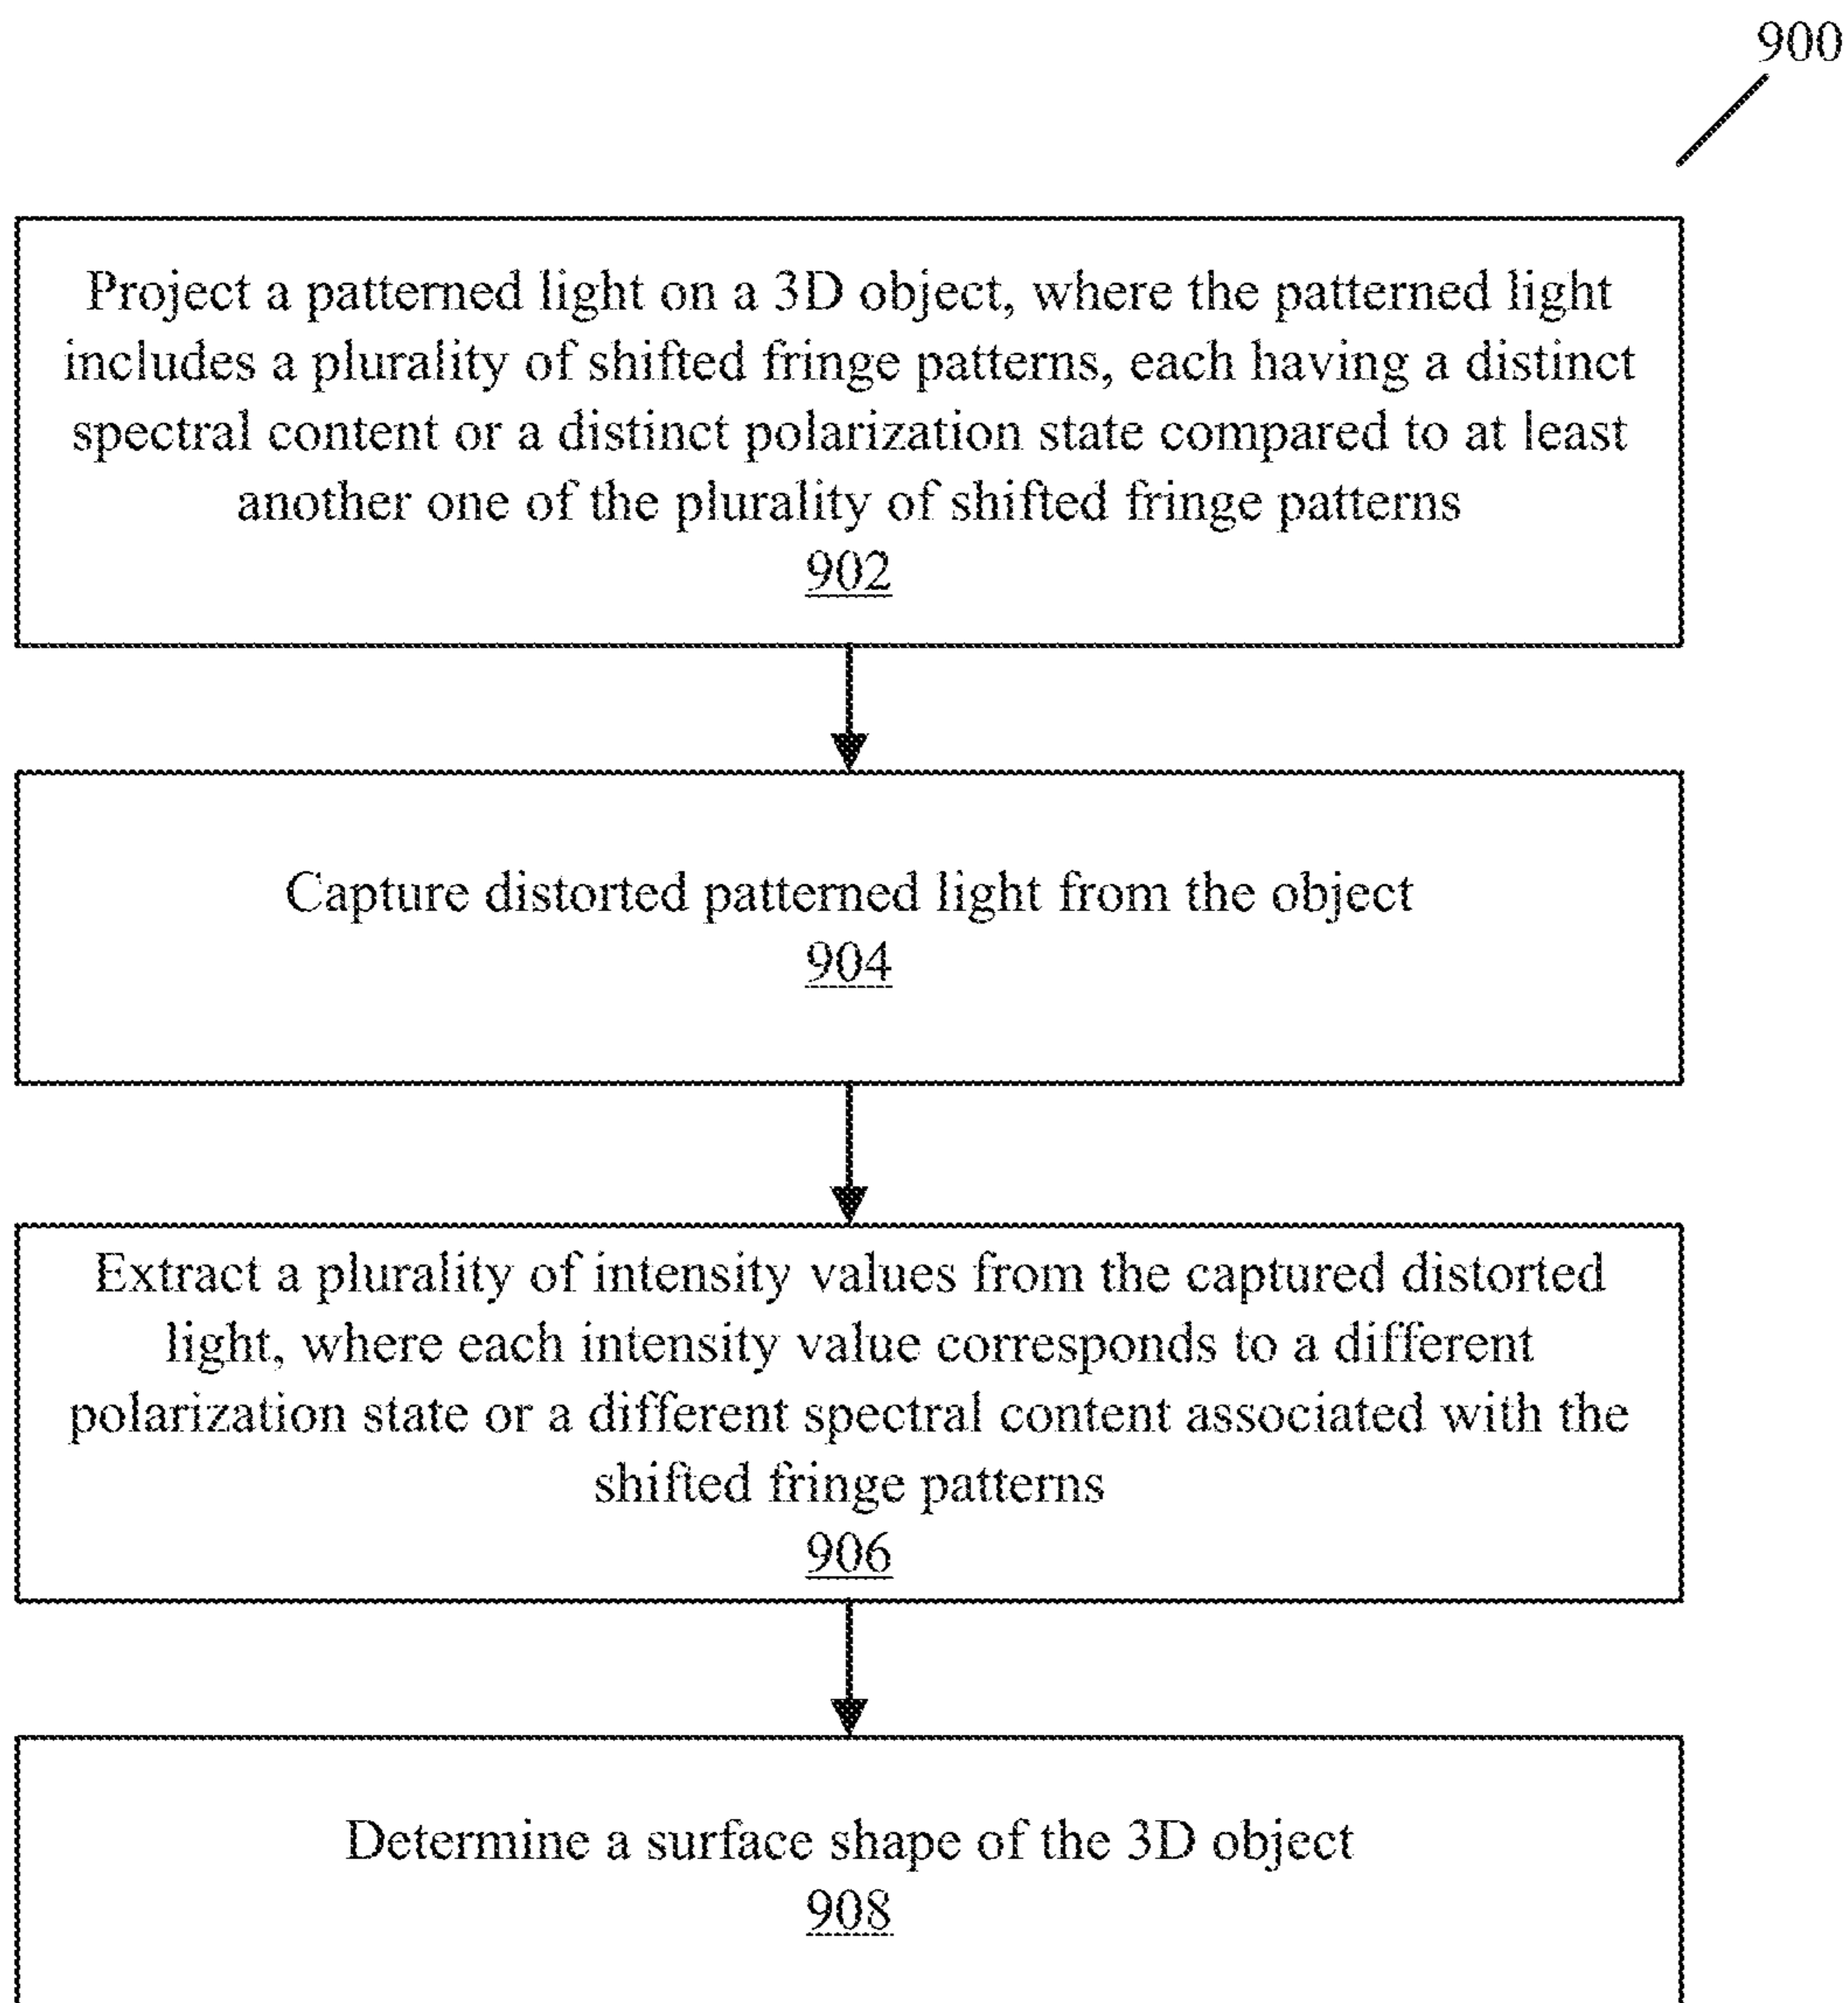 900
Project a patterned light on a 3D object, where the patterned light
includes a plurality of shifted fringe patterns, each having a distinct
spectral content or a distinct polarization state compared to at least
another one of the plurality of shifted fringe patterns
902
Capture distorted patterned light from the object
904
Extract a plurality of intensity values from the captured distorted
light, where each intensity value corresponds to a different
polarization state or a different spectral content associated with the
shifted fringe patterns
906
Determine a surface shape of the 3D object
908